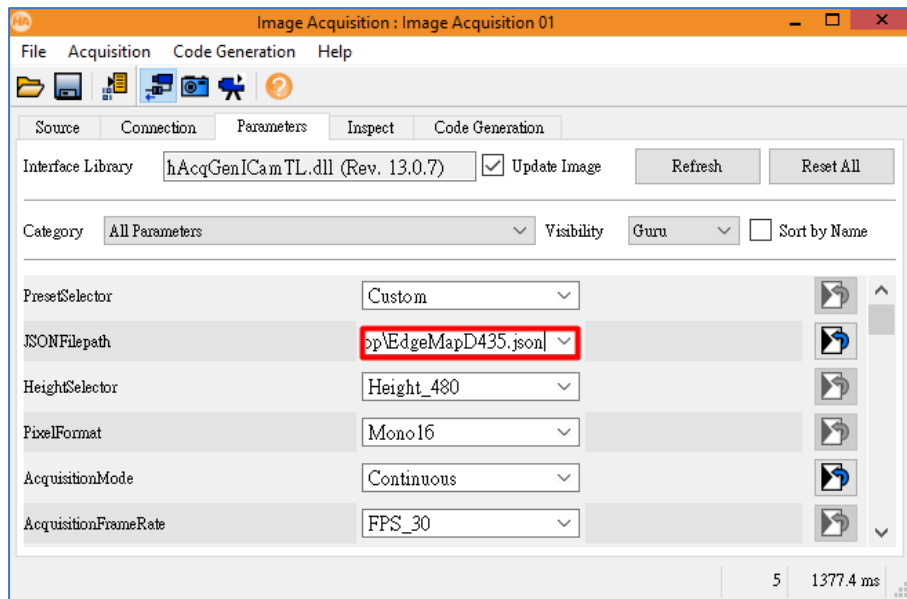 HA Image Acquisition : Image Acquisition 01
File Acquisition Code Generation Help
Source Connection Parameters Inspect Code Generation
Interface Library hAcqGenICamTL.dll (Rev. 13.0.7) Update Image Refresh Reset All
Category All Parameters Visibility Guru Sort by Name
PresetSelector Custom
JSONFilepath op\EdgeMapD435.json
HeightSelector Height_480
PixelFormat Mono16
AcquisitionMode Continuous
AcquisitionFrameRate FPS_30
5 1377.4 ms